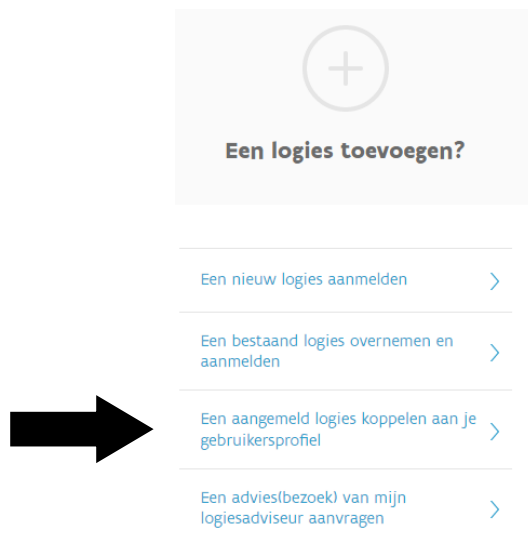 Een logies toevoegen?
Een nieuw logies aanmelden
Een bestaand logies overnemen en
aanmelden
Een aangemeld logies koppelen aan je
gebruikersprofiel
Een advies(bezoek) van mijn
logiesadviseur aanvragen